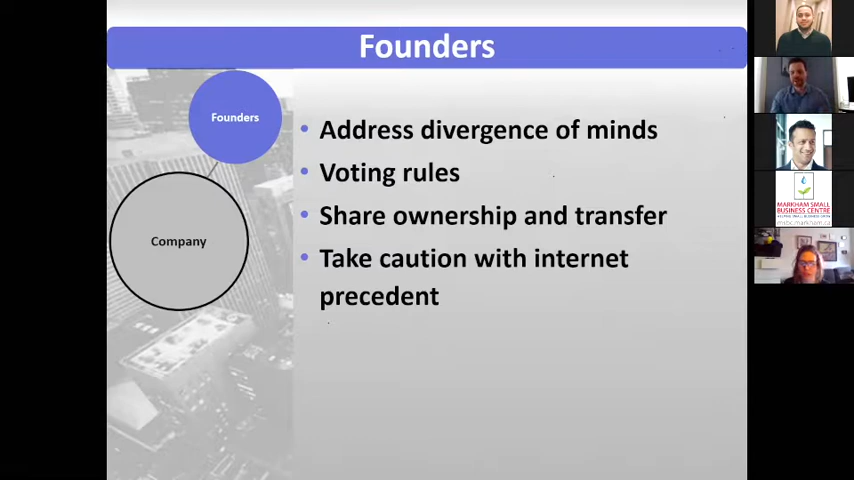 Founders
Founders
Company
Address divergence of minds
Voting rules
Share ownership and transfer
Take caution with internet
precedent
MARKHAM SMALL
BUSINESS CENTRE